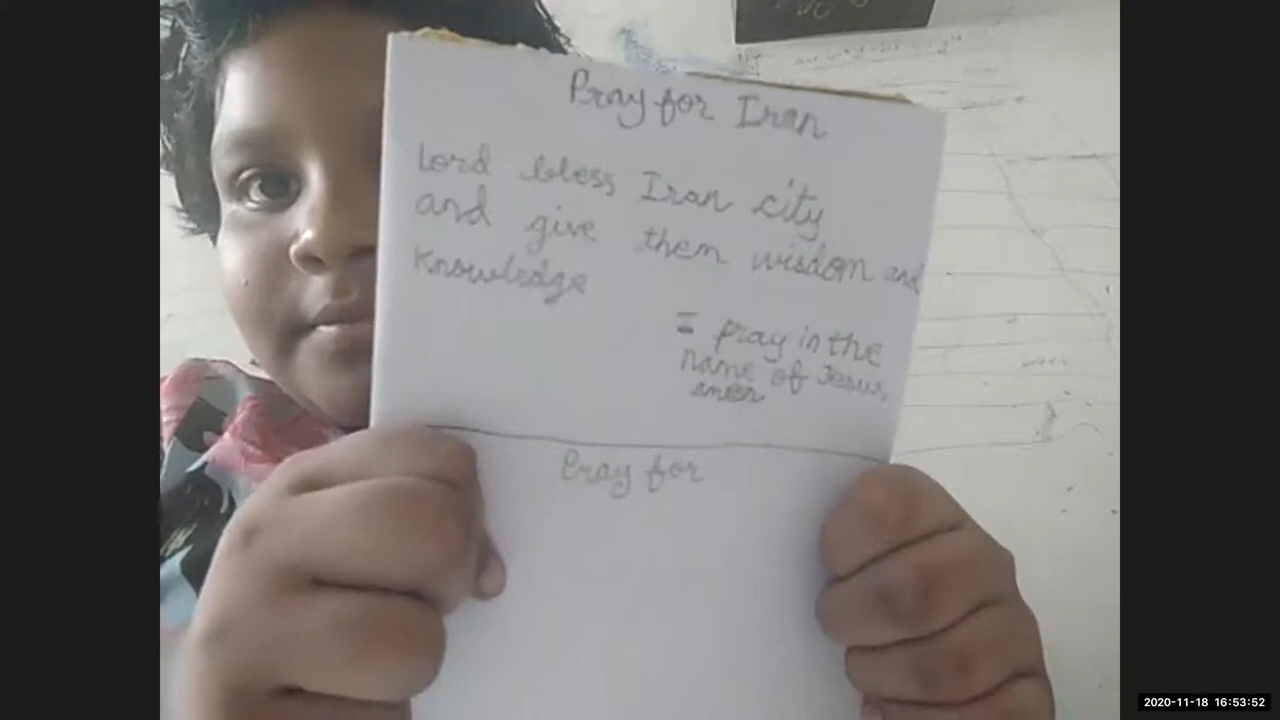 Pray for Iran
Lord bless Iran city
and give them wisdom and
knowledge
I pray in the
name of Jesus,
amen
Pray for
2020-11-18 16:53:52